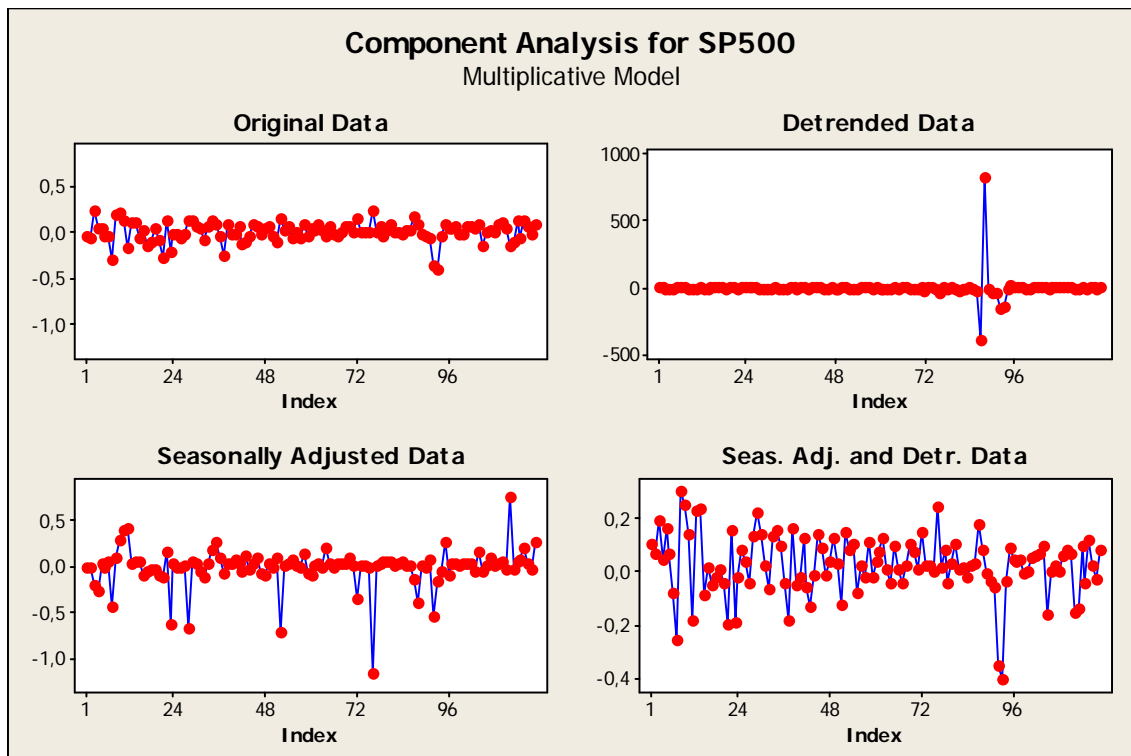 Component Analysis for SP500
Multiplicative Model
Original Data
0,5
0,0
-0,5
-1,0
1 24 48 72 96
Index
Detrended Data
1000
500
0
-500
1 24 48 72 96
Index
Seasonally Adjusted Data
0,5
0,0
-0,5
-1,0
1 24 48 72 96
Index
Seas. Adj. and Detr. Data
0,2
0,0
-0,2
-0,4
1 24 48 72 96
Index